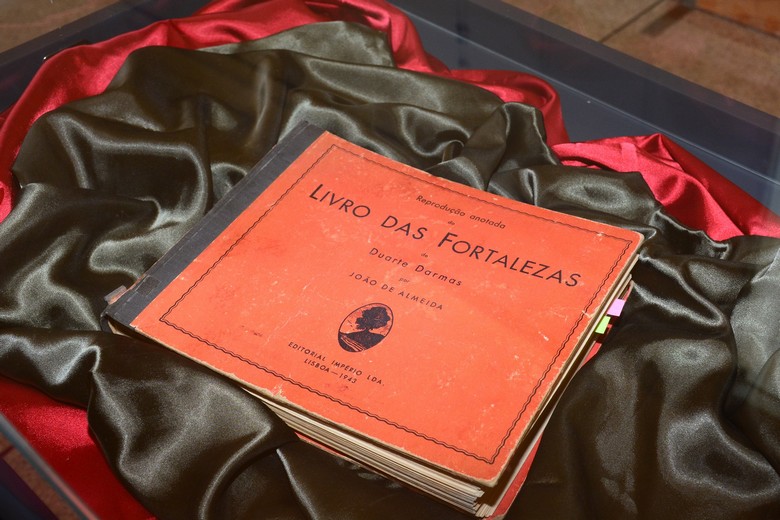 Reprodução anotada
do
LIVRO DAS FORTALEZAS
de
Duarte Darmas
por
JOÃO DE ALMEIDA
EDITORIAL IMPÉRIO LDA.
LISBOA—1943